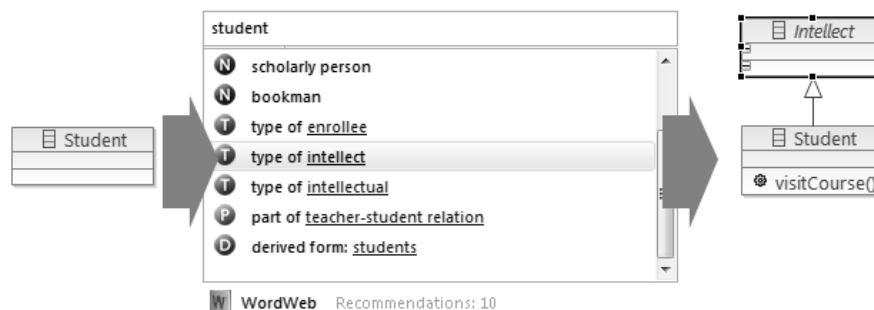 student
N scholarly person
N bookman
T type of enrollee
T type of intellect
T type of intellectual
P part of teacher-student relation
D derived form: students
W WordWeb Recommendations: 10
Student
Intellect
Student
visitCourse()